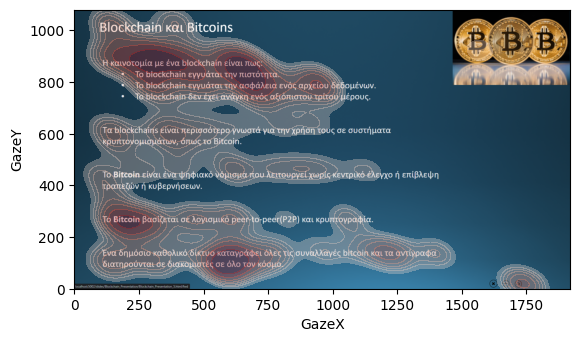 Blockchain και Bitcoins
Η καινοτομία με ένα blockchain είναι πως:
• Το blockchain εγγυάται την πιστότητα.
• Το blockchain εγγυάται την ασφάλεια ενός αρχείου δεδομένων.
• Το blockchain δεν έχει ανάγκη ενός αξιόπιστου τρίτου μέρους.
Τα blockchains είναι περισσότερο γνωστά για την χρήση τους σε συστήματα
κρυπτονομισμάτων, όπως το Bitcoin.
Το Bitcoin είναι ένα ψηφιακό νόμισμα που λειτουργεί χωρίς κεντρικό έλεγχο ή επίβλεψη
τραπεζών ή κυβερνήσεων.
Το Bitcoin βασίζεται σε λογισμικό peer-to-peer(P2P) και κρυπτογραφία.
Ένα δημόσιο καθολικό δίκτυο καταγράφει όλες τις συναλλαγές bitcoin και τα αντίγραφα
διατηρούνται σε διακομιστές σε όλο τον κόσμο.
GazeY
1000
800
600
400
200
0
0
250
500
750
1000
1250
1500
1750
GazeX